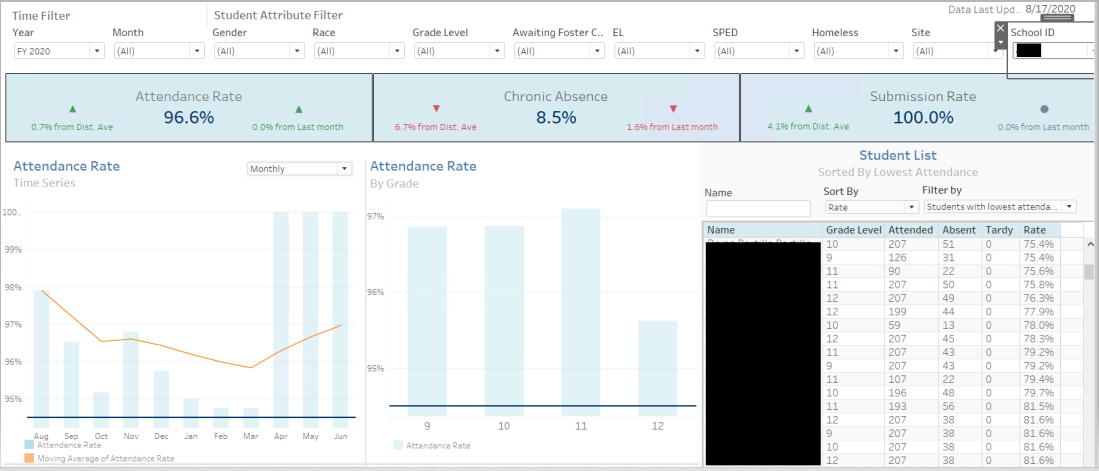 Time Filter
Student Attribute Filter
Data Last Upd.. 8/17/2020
Year
Month
Gender
Race
Grade Level
Awaiting Foster C..
EL
SPED
Homeless
Site
School ID
FY 2020
(All)
(All)
(All)
(All)
(All)
(All)
(All)
(All)
(All)
Attendance Rate
96.6%
0.7% from Dist. Ave
0.0% from Last month
Chronic Absence
8.5%
6.7% from Dist. Ave
1.6% from Last month
Submission Rate
100.0%
4.1% from Dist. Ave
0.0% from Last month
Attendance Rate
Time Series
Monthly
100..
99%
98%
97%
96%
95%
Aug Sep Oct Nov Dec Jan Feb Mar Apr May Jun
Attendance Rate
Moving Average of Attendance Rate
Attendance Rate
By Grade
97%
96%
95%
9 10 11 12
Attendance Rate
Student List
Sorted By Lowest Attendance
Name
Sort By
Filter by
Rate
Students with lowest attenda...
Name Grade Level Attended Absent Tardy Rate
10 207 51 0 75.4%
9 126 31 0 75.4%
11 90 22 0 75.6%
11 207 50 0 75.8%
12 207 49 0 76.3%
12 199 44 0 77.9%
10 59 13 0 78.0%
10 207 45 0 78.3%
11 207 43 0 79.2%
9 207 43 0 79.2%
11 107 22 0 79.4%
10 196 48 0 79.7%
11 193 56 0 81.5%
12 207 38 0 81.6%
9 207 38 0 81.6%
10 207 38 0 81.6%
12 207 38 0 81.6%